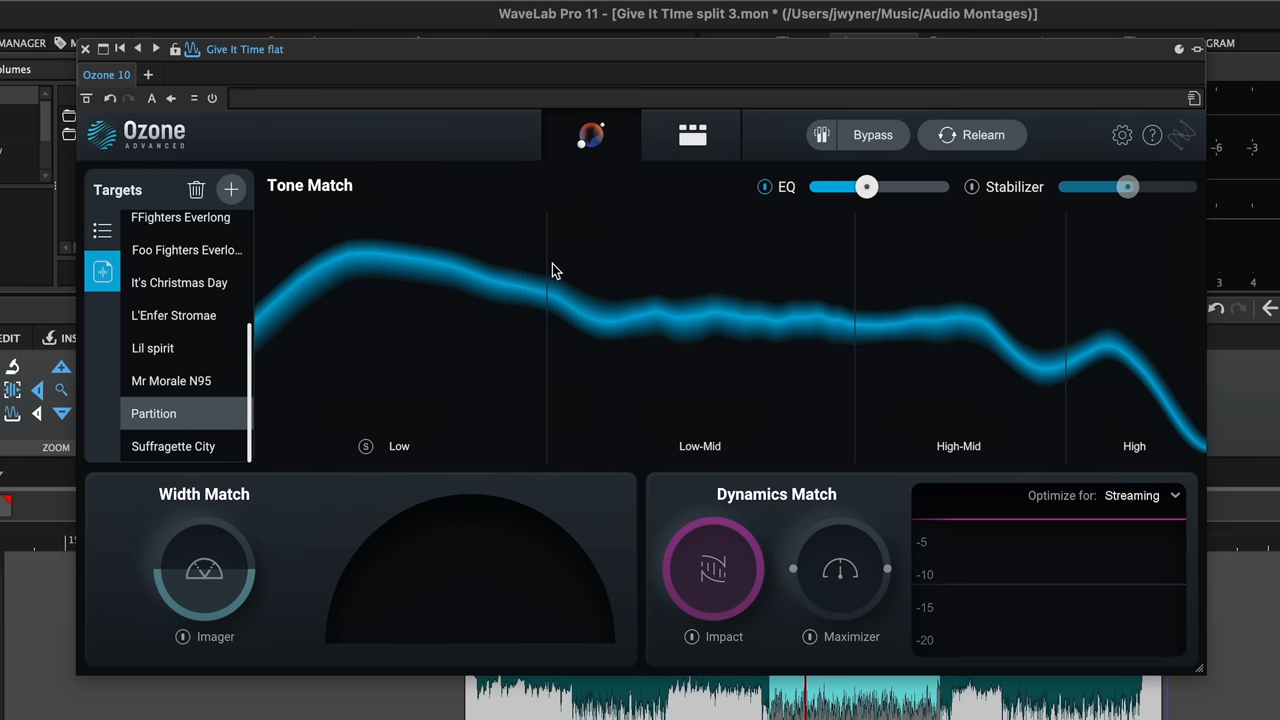 WaveLab Pro 11 - [Give It TIme split 3.mon * (/Users/jwyner/Music/Audio Montages)]
MANAGER
M
GRAM
Give It Time flat
olumes
Ozone 10
+
A
Ozone
ADVANCED
Bypass
Relearn
-6 -3
Targets
Tone Match
EQ
Stabilizer
FFighters Everlong
Foo Fighters Everlo...
It's Christmas Day
L'Enfer Stromae
Lil spirit
Mr Morale N95
Partition
Suffragette City
3 4
EDIT
INS
ZOOM
S Low
Low-Mid
High-Mid
High
Width Match
Imager
Dynamics Match
Impact
Maximizer
Optimize for: Streaming
-5
-10
-15
-20
15